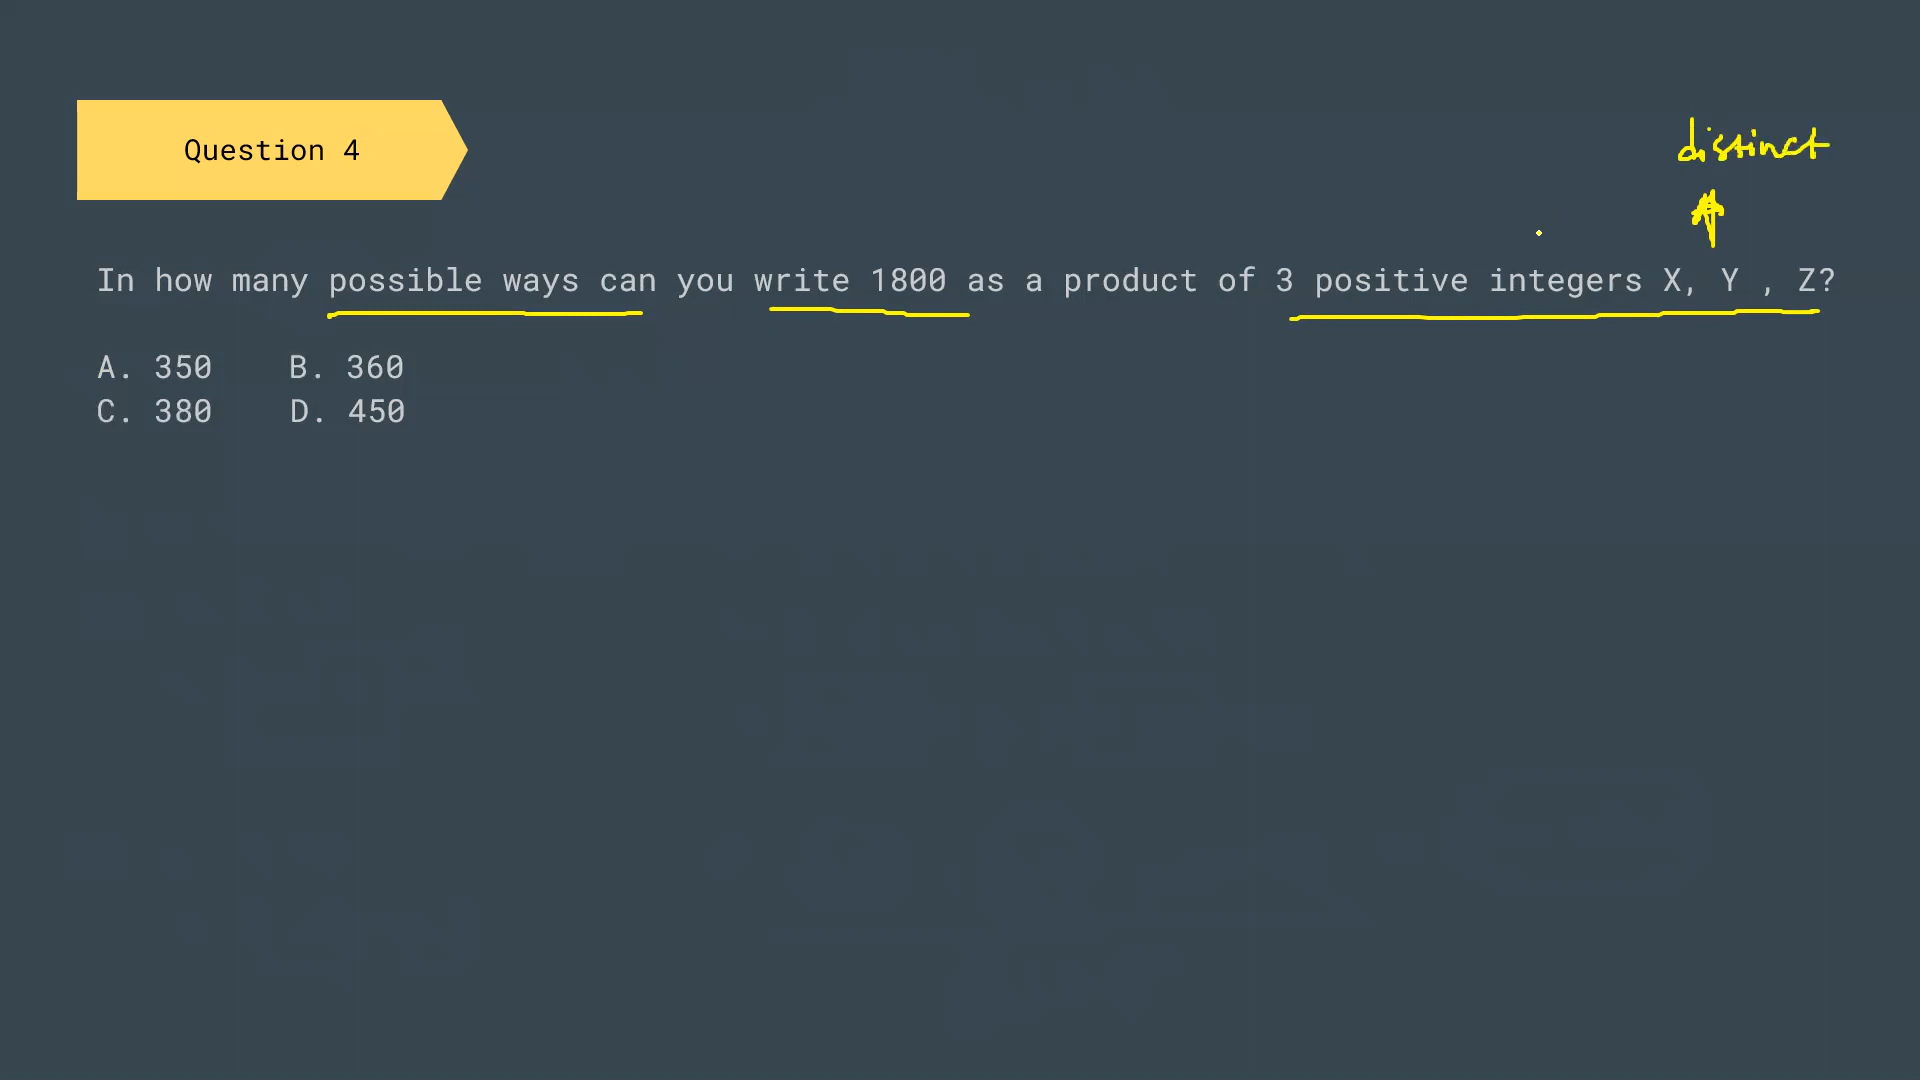 Question 4
distinct
In how many possible ways can you write 1800 as a product of 3 positive integers X, Y , Z?
A. 350 B. 360
C. 380 D. 450